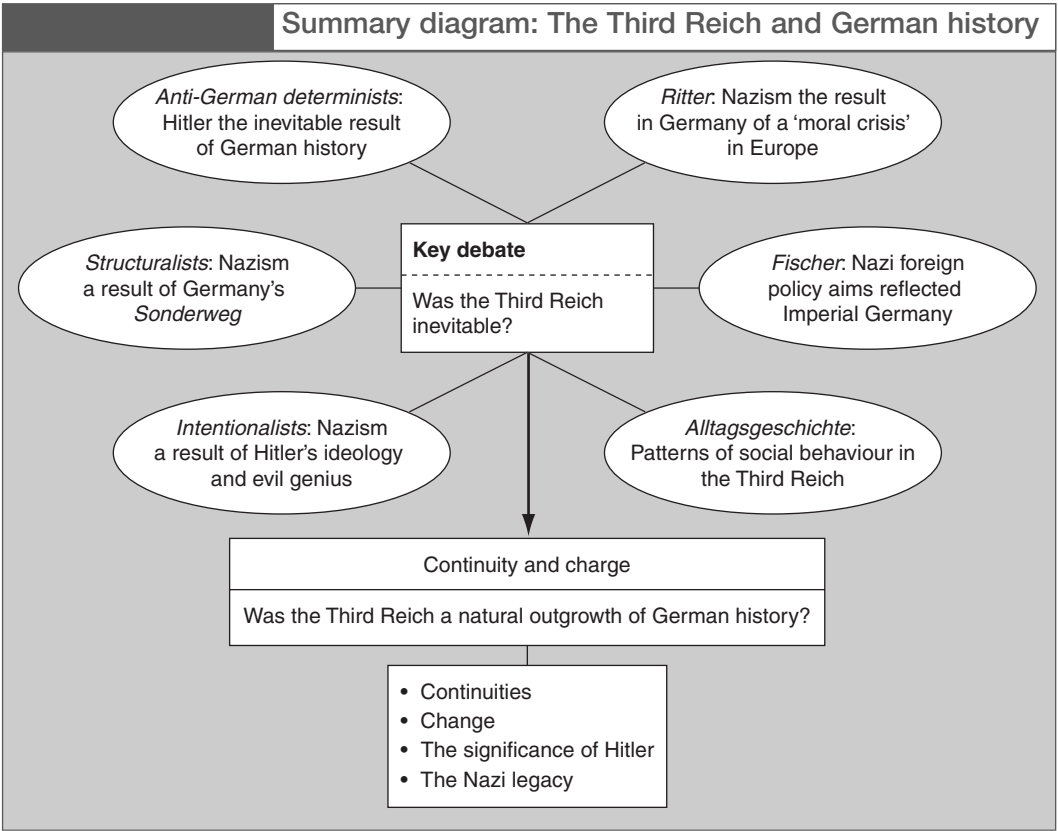 Summary diagram: The Third Reich and German history
Anti-German determinists:
Hitler the inevitable result
of German history
Ritter: Nazism the result
in Germany of a ‘moral crisis’
in Europe
Structuralists: Nazism
a result of Germany’s
Sonderweg
Key debate
Was the Third Reich
inevitable?
Fischer: Nazi foreign
policy aims reflected
Imperial Germany
Intentionalists: Nazism
a result of Hitler’s ideology
and evil genius
Alltagsgeschichte:
Patterns of social behaviour in
the Third Reich
Continuity and charge
Was the Third Reich a natural outgrowth of German history?
• Continuities
• Change
• The significance of Hitler
• The Nazi legacy